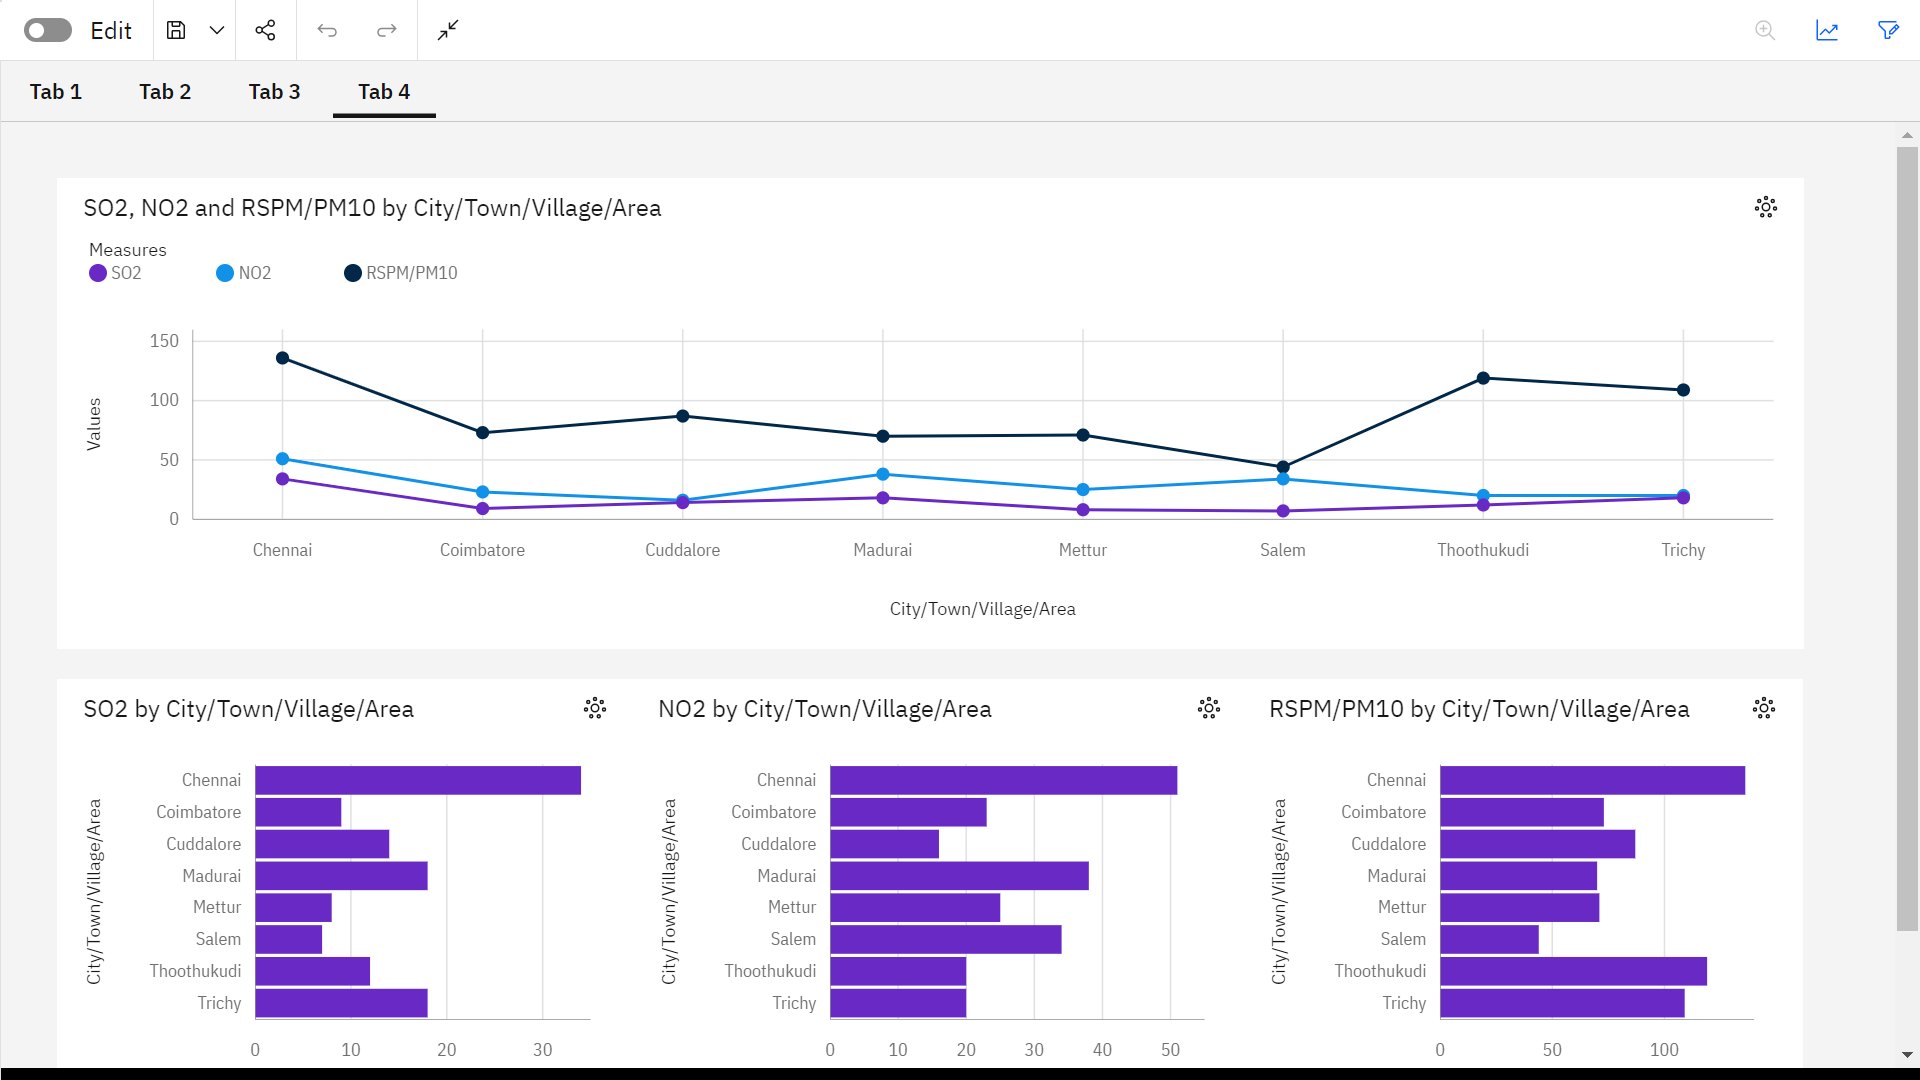 Edit
Tab 1 Tab 2 Tab 3 Tab 4
SO2, NO2 and RSPM/PM10 by City/Town/Village/Area
Measures
SO2 NO2 RSPM/PM10
Values
150
100
50
0
Chennai Coimbatore Cuddalore Madurai Mettur Salem Thoothukudi Trichy
City/Town/Village/Area
SO2 by City/Town/Village/Area
City/Town/Village/Area
Chennai
Coimbatore
Cuddalore
Madurai
Mettur
Salem
Thoothukudi
Trichy
0 10 20 30
NO2 by City/Town/Village/Area
City/Town/Village/Area
Chennai
Coimbatore
Cuddalore
Madurai
Mettur
Salem
Thoothukudi
Trichy
0 10 20 30 40 50
RSPM/PM10 by City/Town/Village/Area
City/Town/Village/Area
Chennai
Coimbatore
Cuddalore
Madurai
Mettur
Salem
Thoothukudi
Trichy
0 50 100